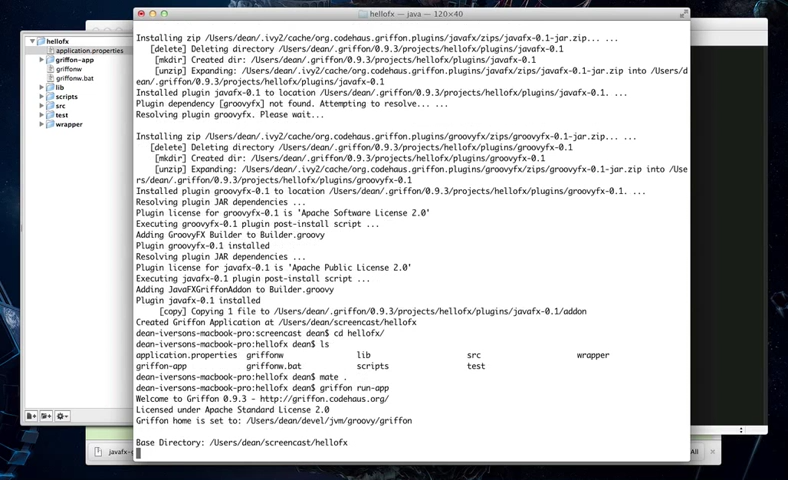 hellofx — java — 120×40
hellofx
application.properties
griffon-app
griffonw
griffonw.bat
lib
scripts
src
test
wrapper
Installing zip /Users/dean/.ivy2/cache/org.codehaus.griffon.plugins/javafx/zips/javafx-0.1-jar.zip... ...
[delete] Deleting directory /Users/dean/.griffon/0.9.3/projects/hellofx/plugins/javafx-0.1
[mkdir] Created dir: /Users/dean/.griffon/0.9.3/projects/hellofx/plugins/javafx-0.1
[unzip] Expanding: /Users/dean/.ivy2/cache/org.codehaus.griffon.plugins/javafx/zips/javafx-0.1-jar.zip into /Users/d
ean/.griffon/0.9.3/projects/hellofx/plugins/javafx-0.1
Installed plugin javafx-0.1 to location /Users/dean/.griffon/0.9.3/projects/hellofx/plugins/javafx-0.1. ...
Plugin dependency [groovyfx] not found. Attempting to resolve... ...
Resolving plugin groovyfx. Please wait...
Installing zip /Users/dean/.ivy2/cache/org.codehaus.griffon.plugins/groovyfx/zips/groovyfx-0.1-jar.zip... ...
[delete] Deleting directory /Users/dean/.griffon/0.9.3/projects/hellofx/plugins/groovyfx-0.1
[mkdir] Created dir: /Users/dean/.griffon/0.9.3/projects/hellofx/plugins/groovyfx-0.1
[unzip] Expanding: /Users/dean/.ivy2/cache/org.codehaus.griffon.plugins/groovyfx/zips/groovyfx-0.1-jar.zip into /Use
rs/dean/.griffon/0.9.3/projects/hellofx/plugins/groovyfx-0.1
Installed plugin groovyfx-0.1 to location /Users/dean/.griffon/0.9.3/projects/hellofx/plugins/groovyfx-0.1. ...
Resolving plugin JAR dependencies ...
Plugin license for groovyfx-0.1 is 'Apache Software License 2.0'
Executing groovyfx-0.1 plugin post-install script ...
Adding GroovyFX Builder to Builder.groovy
Plugin groovyfx-0.1 installed
Resolving plugin JAR dependencies ...
Plugin license for javafx-0.1 is 'Apache Public License 2.0'
Executing javafx-0.1 plugin post-install script ...
Adding JavaFXGriffonAddon to Builder.groovy
Plugin javafx-0.1 installed
[copy] Copying 1 file to /Users/dean/.griffon/0.9.3/projects/hellofx/plugins/javafx-0.1/addon
Created Griffon Application at /Users/dean/screencast/hellofx
dean-iversons-macbook-pro:screencast dean$ cd hellofx/
dean-iversons-macbook-pro:hellofx dean$ ls
application.properties griffonw lib src wrapper
griffon-app griffonw.bat scripts test
dean-iversons-macbook-pro:hellofx dean$ mate .
dean-iversons-macbook-pro:hellofx dean$ griffon run-app
Welcome to Griffon 0.9.3 - http://griffon.codehaus.org/
Licensed under Apache Standard License 2.0
Griffon home is set to: /Users/dean/devel/jvm/groovy/griffon
Base Directory: /Users/dean/screencast/hellofx
javafx-
All